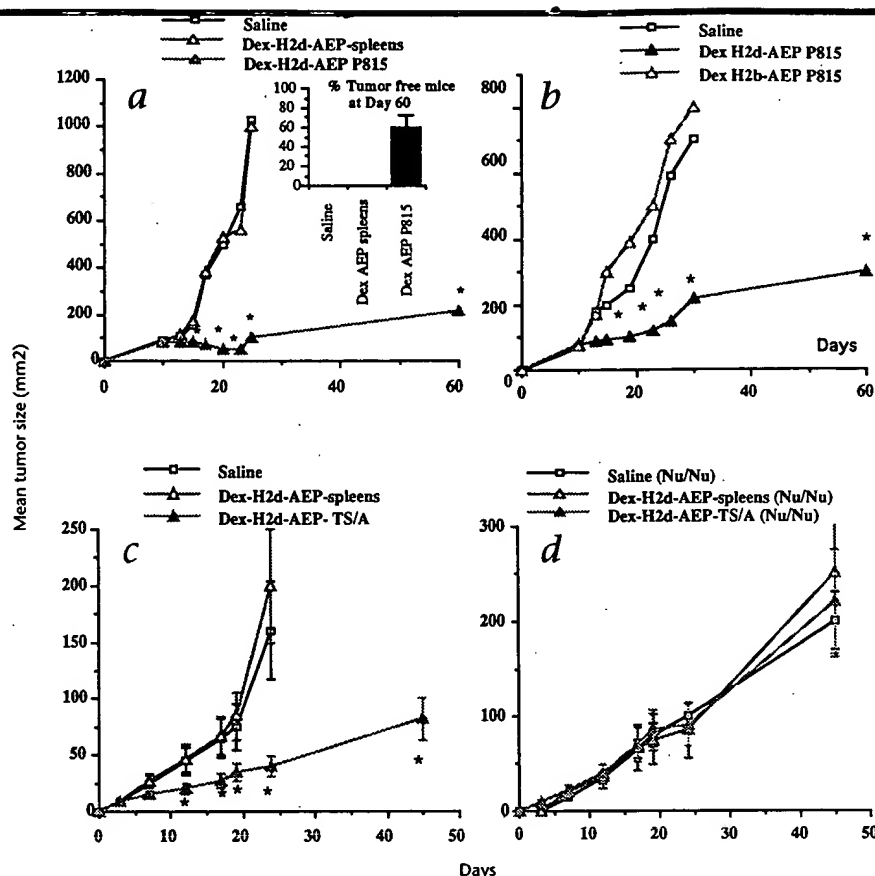 Saline
Dex-H2d-AEP-spleens
Dex-H2d-AEP P815
1200
1000
800
600
400
200
0
0
20
40
60
a
% Tumor free mice
at Day 60
100
80
60
40
20
0
Saline
Dex AEP spleens
Dex AEP P815
*
*
*
*
*
Saline
Dex H2d-AEP P815
Dex H2b-AEP P815
b
800
600
400
200
0
0
20
40
60
Days
*
*
*
*
*
Mean tumor size (mm2)
Saline
Dex-H2d-AEP-spleens
Dex-H2d-AEP- TS/A
c
250
200
150
100
50
0
0
10
20
30
40
50
*
*
*
*
*
Saline (Nu/Nu)
Dex-H2d-AEP-spleens (Nu/Nu)
Dex-H2d-AEP-TS/A (Nu/Nu)
d
300
200
100
0
0
10
20
30
40
50
*
Days